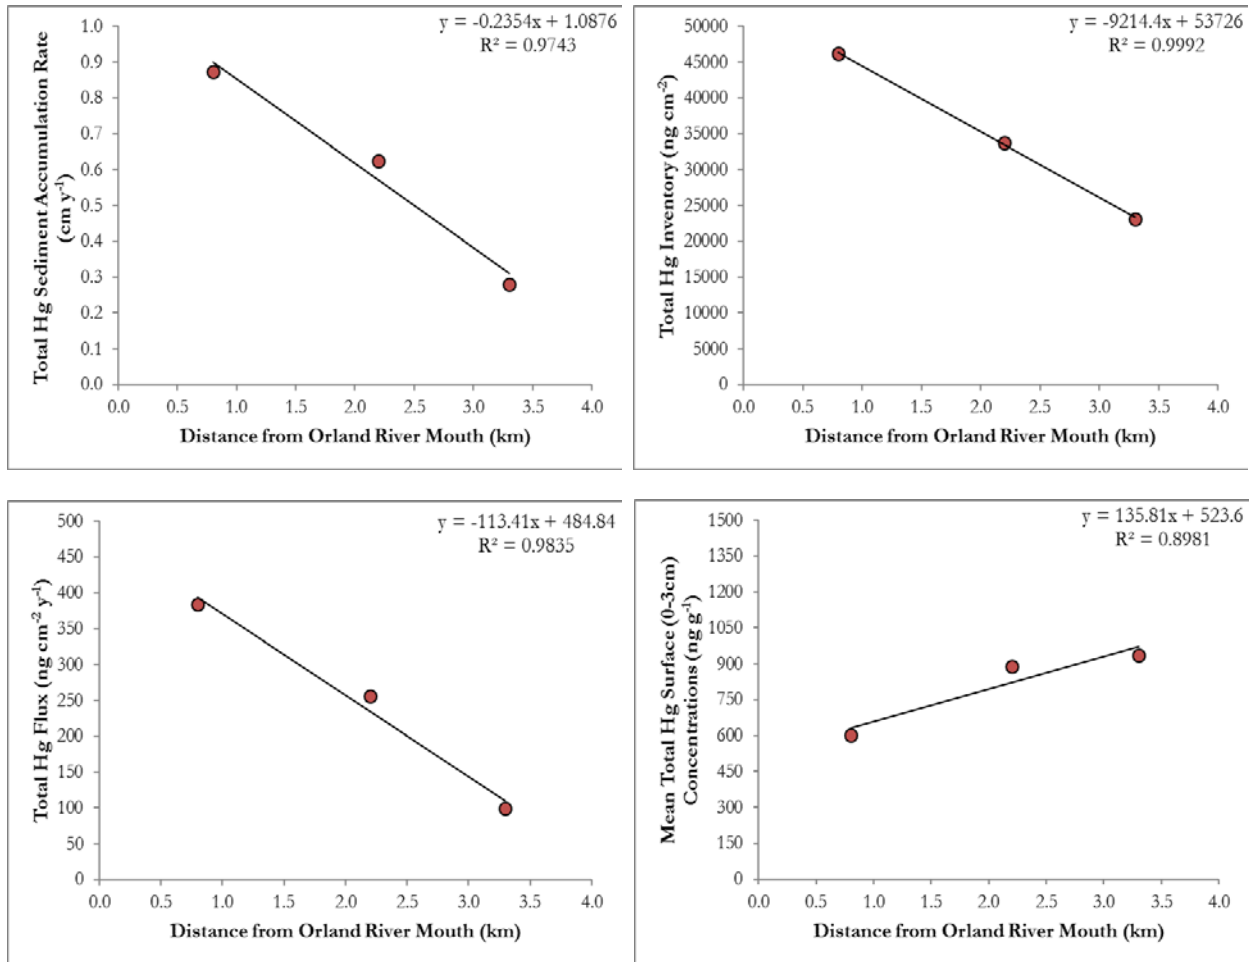 y = -0.2354x + 1.0876
R² = 0.9743
Total Hg Sediment Accumulation Rate
(cm y⁻¹)
1.0
0.9
0.8
0.7
0.6
0.5
0.4
0.3
0.2
0.1
0.0
0.0 0.5 1.0 1.5 2.0 2.5 3.0 3.5 4.0
Distance from Orland River Mouth (km)
y = -9214.4x + 53726
R² = 0.9992
Total Hg Inventory (ng cm⁻²)
50000
45000
40000
35000
30000
25000
20000
15000
10000
5000
0
0.0 0.5 1.0 1.5 2.0 2.5 3.0 3.5 4.0
Distance from Orland River Mouth (km)
y = -113.41x + 484.84
R² = 0.9835
Total Hg Flux (ng cm⁻² y⁻¹)
500
450
400
350
300
250
200
150
100
50
0
0.0 0.5 1.0 1.5 2.0 2.5 3.0 3.5 4.0
Distance from Orland River Mouth (km)
y = 135.81x + 523.6
R² = 0.8981
Mean Total Hg Surface (0-3cm)
Concentrations (ng g⁻¹)
1500
1350
1200
1050
900
750
600
450
300
150
0
0.0 0.5 1.0 1.5 2.0 2.5 3.0 3.5 4.0
Distance from Orland River Mouth (km)